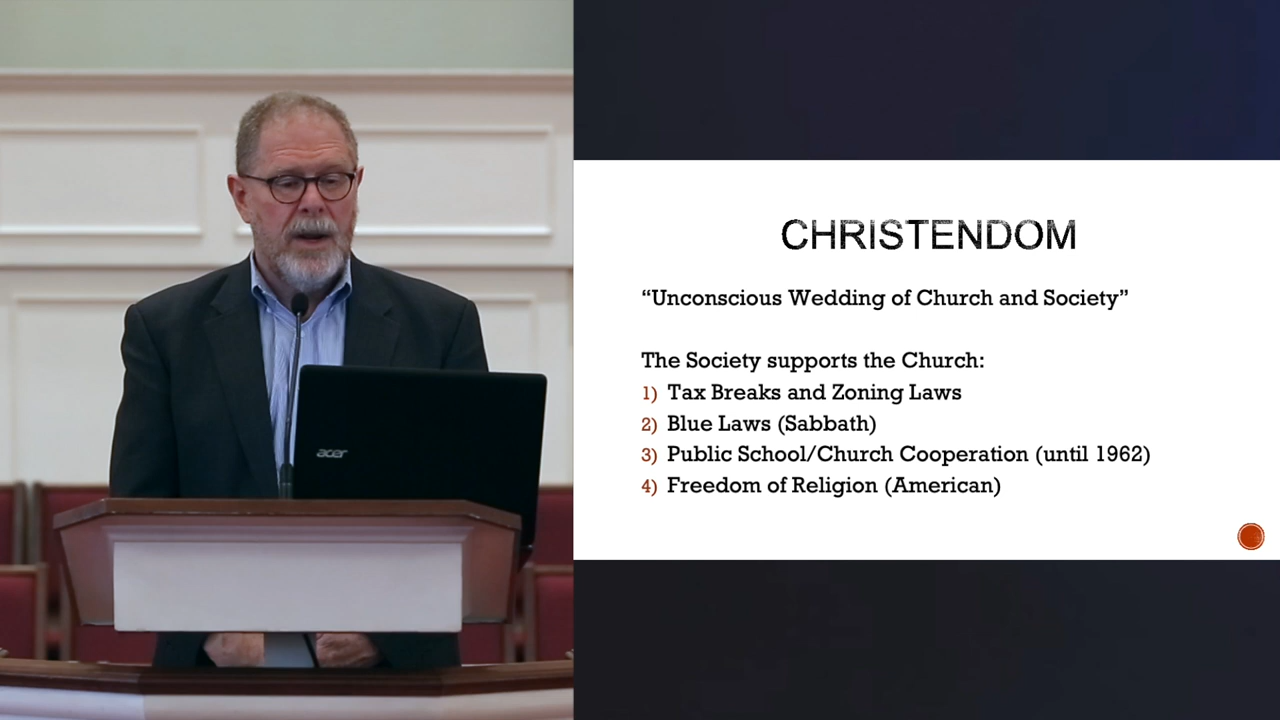 acer
CHRISTENDOM
“Unconscious Wedding of Church and Society”
The Society supports the Church:
1) Tax Breaks and Zoning Laws
2) Blue Laws (Sabbath)
3) Public School/Church Cooperation (until 1962)
4) Freedom of Religion (American)